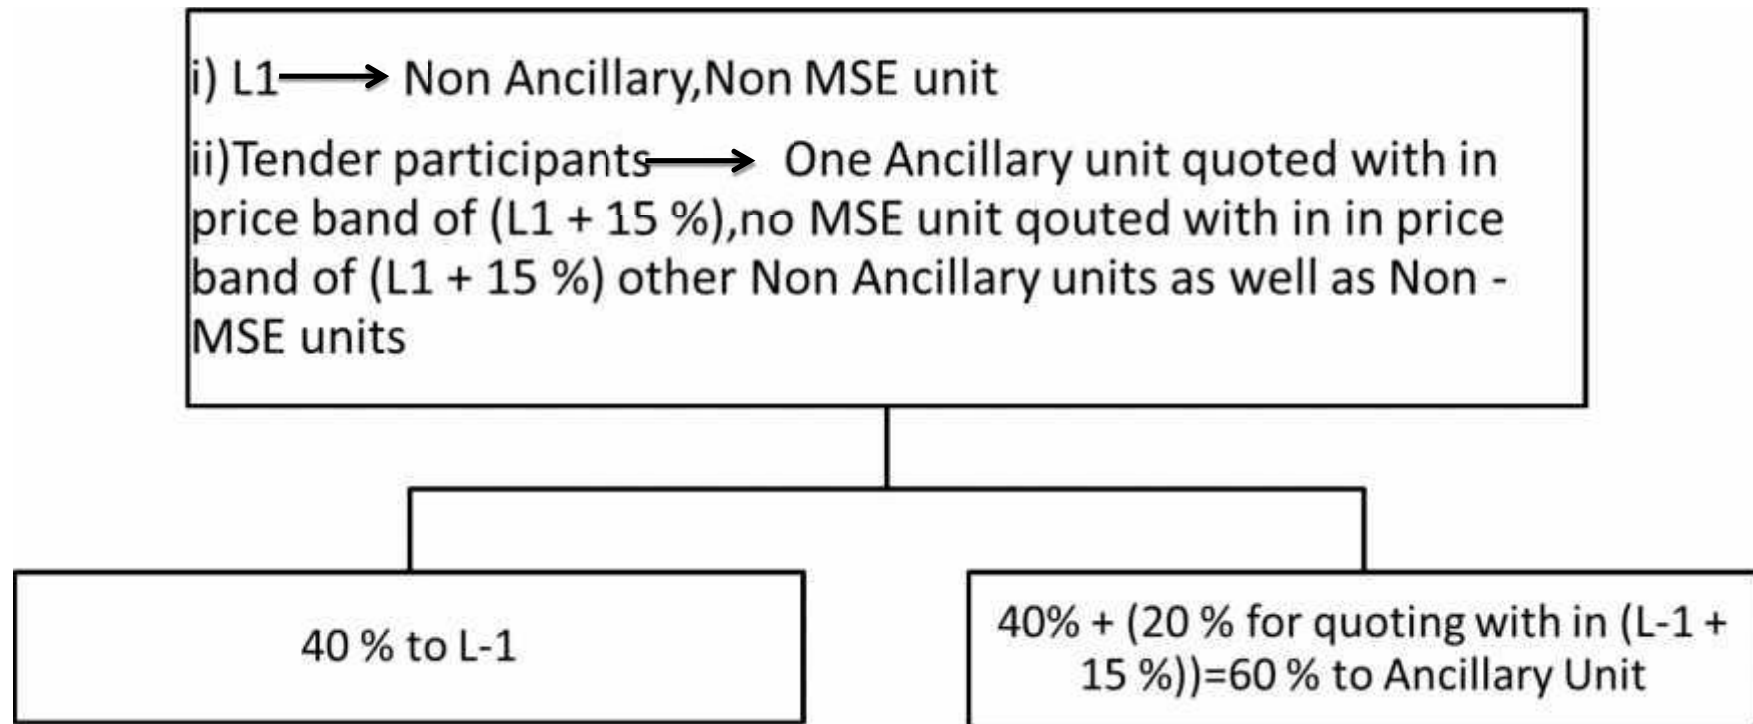 i) L1 → Non Ancillary,Non MSE unit
ii)Tender participants → One Ancillary unit quoted with in
price band of (L1 + 15 %),no MSE unit qouted with in in price
band of (L1 + 15 %) other Non Ancillary units as well as Non -
MSE units
40 % to L-1
40% + (20 % for quoting with in (L-1 +
15 %))=60 % to Ancillary Unit